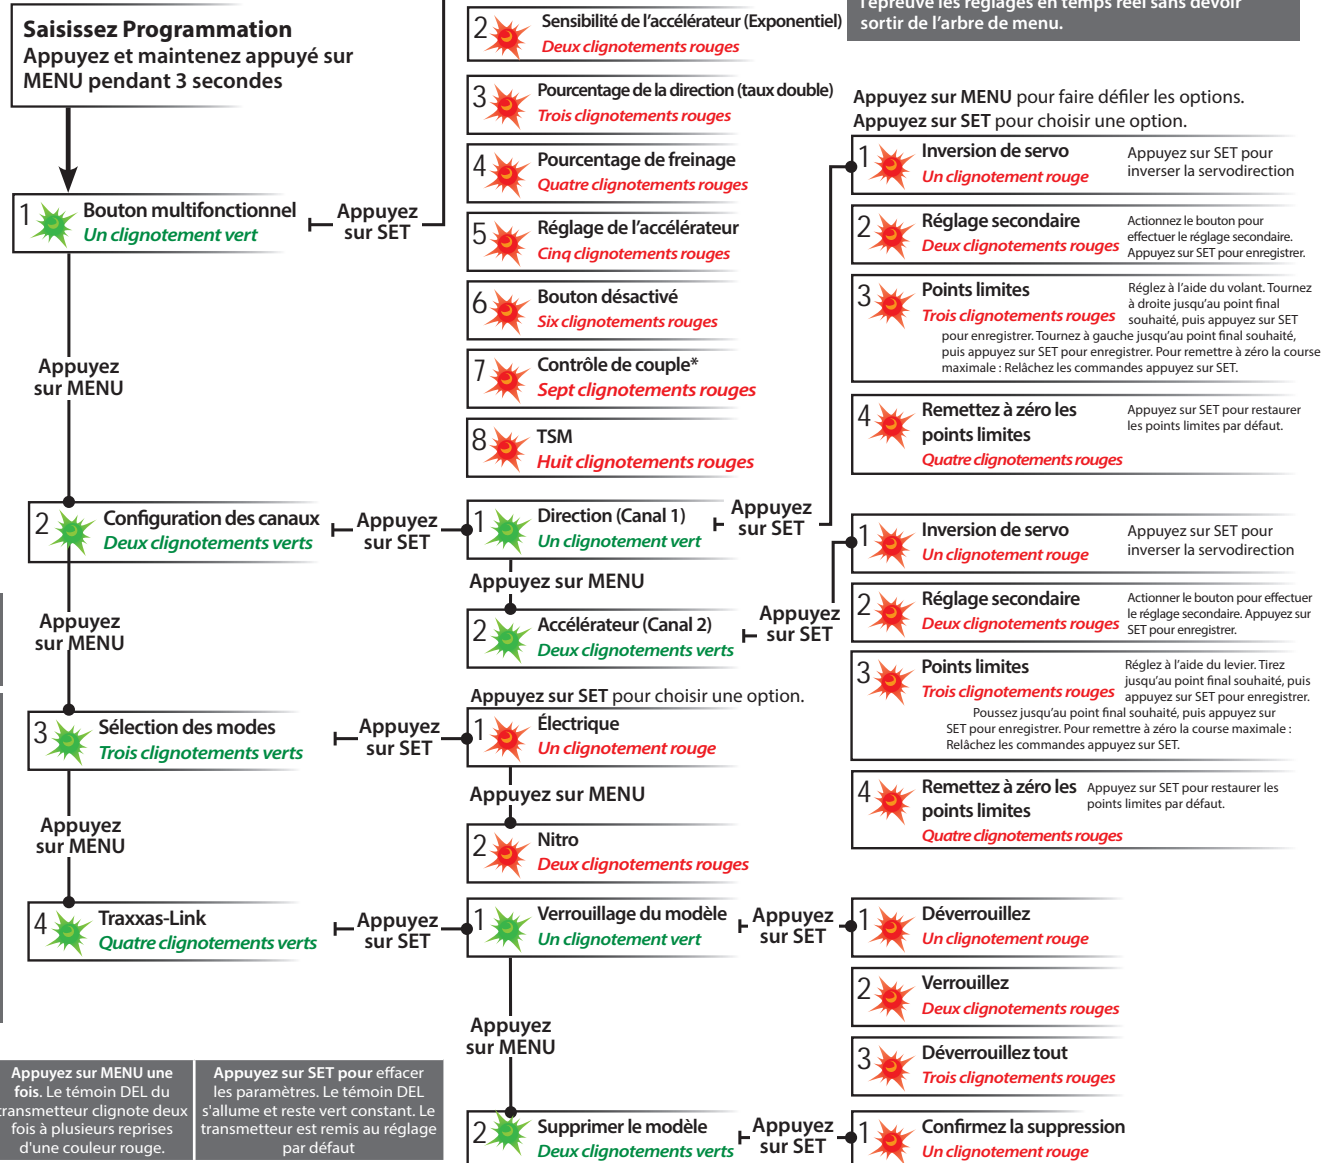 Saisissez Programmation
Appuyez et maintenez appuyé sur
MENU pendant 3 secondes
1
Bouton multifonctionnel
Un clignotement vert
Appuyez
sur SET
Appuyez
sur MENU
2
Configuration des canaux
Deux clignotements verts
Appuyez
sur SET
Appuyez
sur MENU
3
Sélection des modes
Trois clignotements verts
Appuyez
sur SET
Appuyez
sur MENU
4
Traxxas-Link
Quatre clignotements verts
Appuyez
sur SET
Appuyez sur MENU une
fois. Le témoin DEL du
transmetteur clignote deux
fois à plusieurs reprises
d'une couleur rouge.
Appuyez sur SET pour effacer
les paramètres. Le témoin DEL
s'allume et reste vert constant. Le
transmetteur est remis au réglage
par défaut
2
Sensibilité de l'accélérateur (Exponentiel)
Deux clignotements rouges
3
Pourcentage de la direction (taux double)
Trois clignotements rouges
4
Pourcentage de freinage
Quatre clignotements rouges
5
Réglage de l'accélérateur
Cinq clignotements rouges
6
Bouton désactivé
Six clignotements rouges
7
Contrôle de couple*
Sept clignotements rouges
8
TSM
Huit clignotements rouges
1
Direction (Canal 1)
Un clignotement vert
Appuyez
sur SET
Appuyez sur MENU
2
Accélérateur (Canal 2)
Deux clignotements verts
Appuyez
sur SET
Appuyez sur SET pour choisir une option.
1
Électrique
Un clignotement rouge
Appuyez sur MENU
2
Nitro
Deux clignotements rouges
1
Verrouillage du modèle
Un clignotement vert
Appuyez
sur SET
Appuyez
sur MENU
2
Supprimer le modèle
Deux clignotements verts
Appuyez
sur SET
l'épreuve les réglages en temps réel sans devoir
sortir de l'arbre de menu.
Appuyez sur MENU pour faire défiler les options.
Appuyez sur SET pour choisir une option.
1
Inversion de servo
Un clignotement rouge
Appuyez sur SET pour
inverser la servodirection
2
Réglage secondaire
Deux clignotements rouges
Actionnez le bouton pour
effectuer le réglage secondaire.
Appuyez sur SET pour enregistrer.
3
Points limites
Trois clignotements rouges
Réglez à l'aide du volant. Tournez
à droite jusqu'au point final
souhaité, puis appuyez sur SET
pour enregistrer. Tournez à gauche jusqu'au point final souhaité,
puis appuyez sur SET pour enregistrer. Pour remettre à zéro la course
maximale : Relâchez les commandes appuyez sur SET.
4
Remettez à zéro les
points limites
Quatre clignotements rouges
Appuyez sur SET pour restaurer
les points limites par défaut.
1
Inversion de servo
Un clignotement rouge
Appuyez sur SET pour
inverser la servodirection
2
Réglage secondaire
Deux clignotements rouges
Actionner le bouton pour effectuer
le réglage secondaire. Appuyez sur
SET pour enregistrer.
3
Points limites
Trois clignotements rouges
Réglez à l'aide du levier. Tirez
jusqu'au point final souhaité, puis
appuyez sur SET pour enregistrer.
Poussez jusqu'au point final souhaité, puis appuyez sur
SET pour enregistrer. Pour remettre à zéro la course maximale :
Relâchez les commandes appuyez sur SET.
4
Remettez à zéro les
points limites
Quatre clignotements rouges
Appuyez sur SET pour restaurer les
points limites par défaut.
1
Déverrouillez
Un clignotement rouge
2
Verrouillez
Deux clignotements rouges
3
Déverrouillez tout
Trois clignotements rouges
1
Confirmez la suppression
Un clignotement rouge